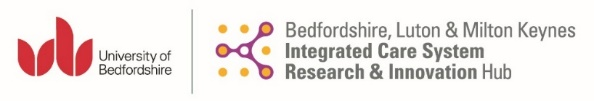 University of
Bedfordshire
Bedfordshire, Luton & Milton Keynes
Integrated Care System
Research & Innovation Hub